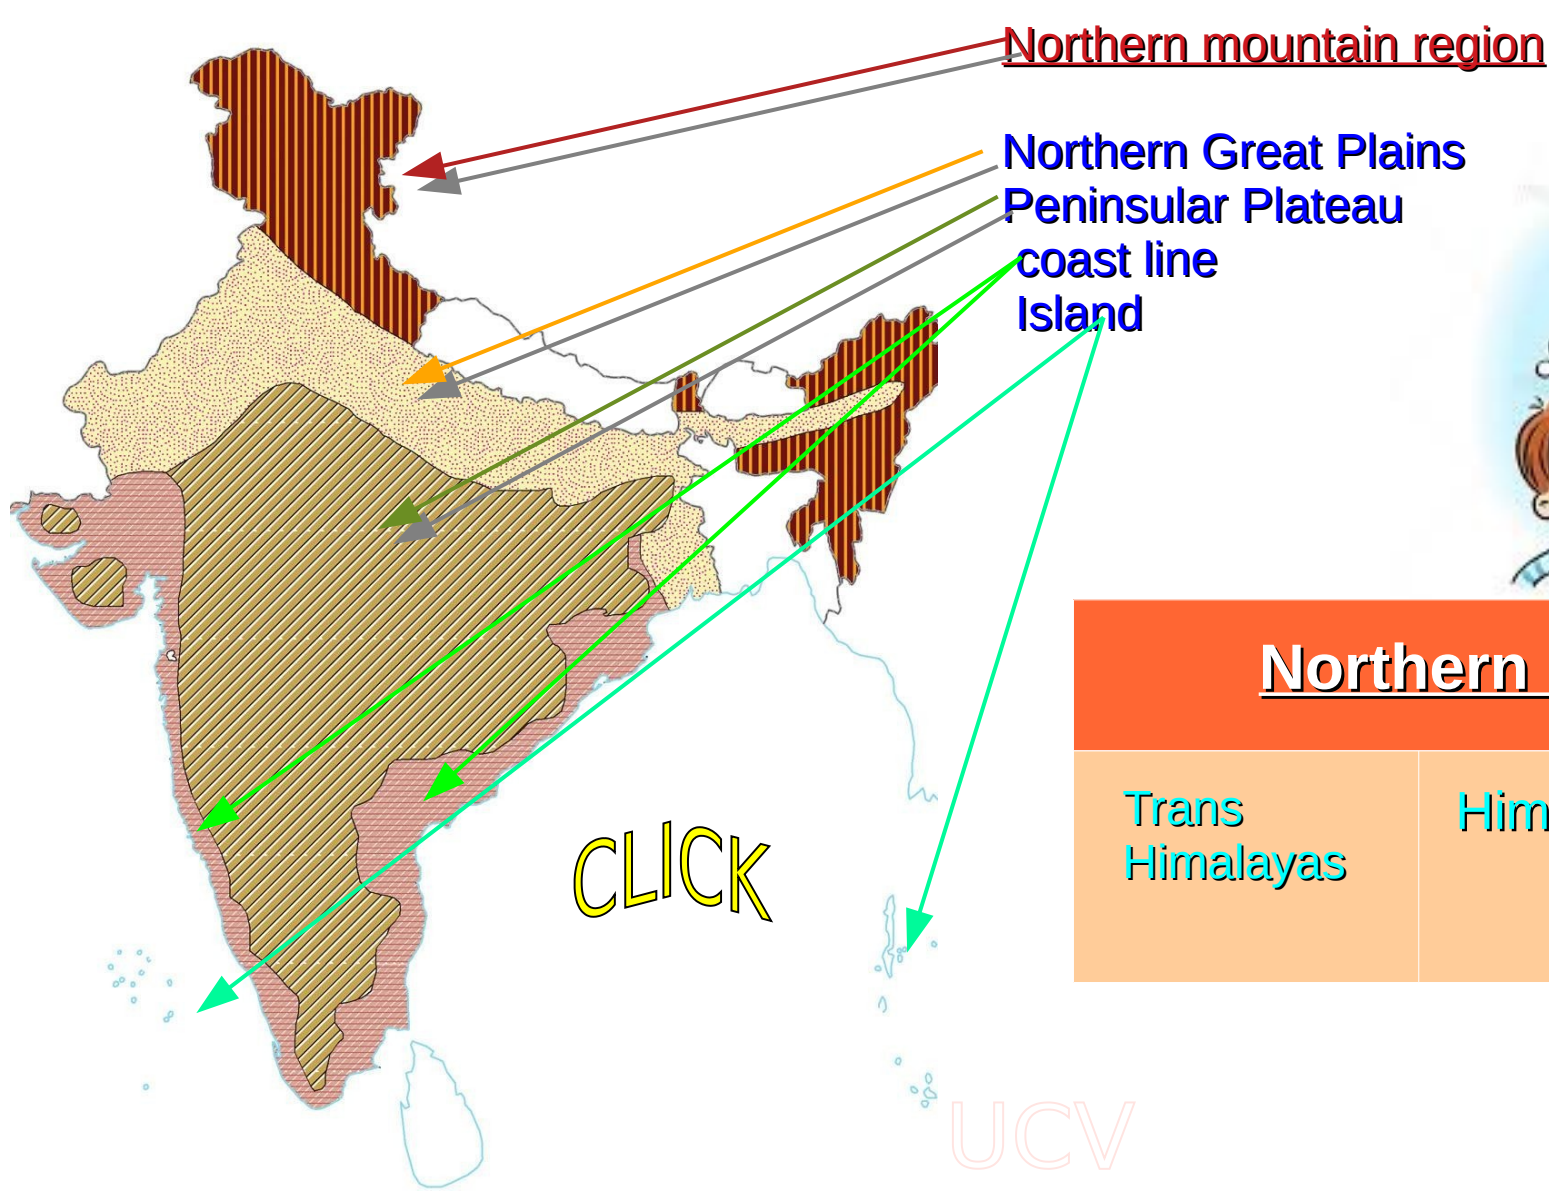 Northern mountain region
Northern Great Plains
Peninsular Plateau
coast line
Island
Northern
Trans
Himalayas
Him
CLICK
UCV